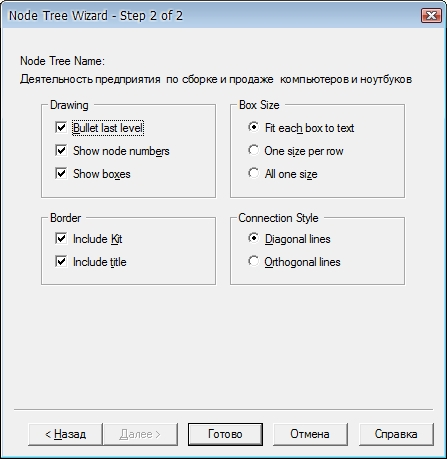 Node Tree Wizard - Step 2 of 2
Node Tree Name:
Деятельность предприятия по сборке и продаже компьютеров и ноутбуков
Drawing
Bullet last level
Show node numbers
Show boxes
Box Size
Fit each box to text
One size per row
All one size
Border
Include Kit
Include title
Connection Style
Diagonal lines
Orthogonal lines
< Назад
Далее >
Готово
Отмена
Справка